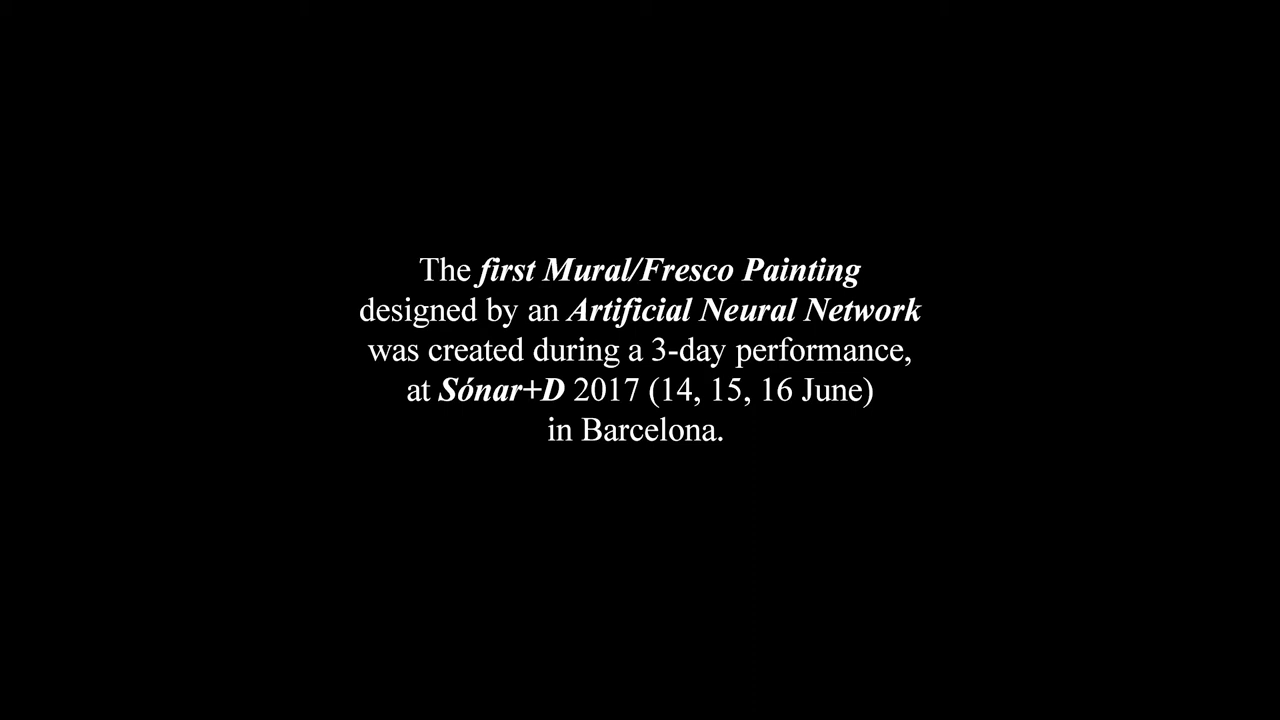 The first Mural/Fresco Painting
designed by an Artificial Neural Network
was created during a 3-day performance,
at Sónar+D 2017 (14, 15, 16 June)
in Barcelona.